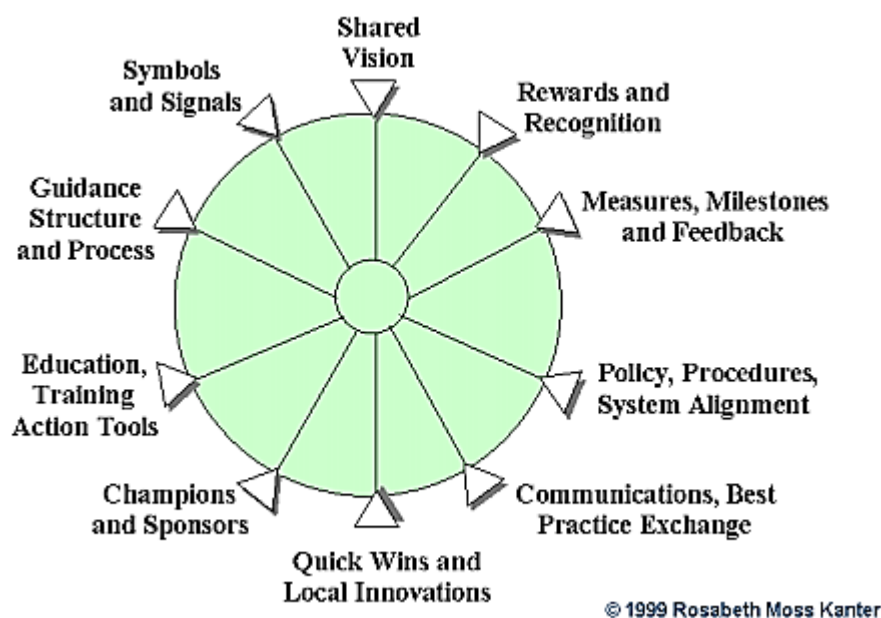 Shared
Vision
Rewards and
Recognition
Measures, Milestones
and Feedback
Policy, Procedures,
System Alignment
Communications, Best
Practice Exchange
Quick Wins and
Local Innovations
Champions
and Sponsors
Education,
Training
Action Tools
Guidance
Structure
and Process
Symbols
and Signals
© 1999 Rosabeth Moss Kanter